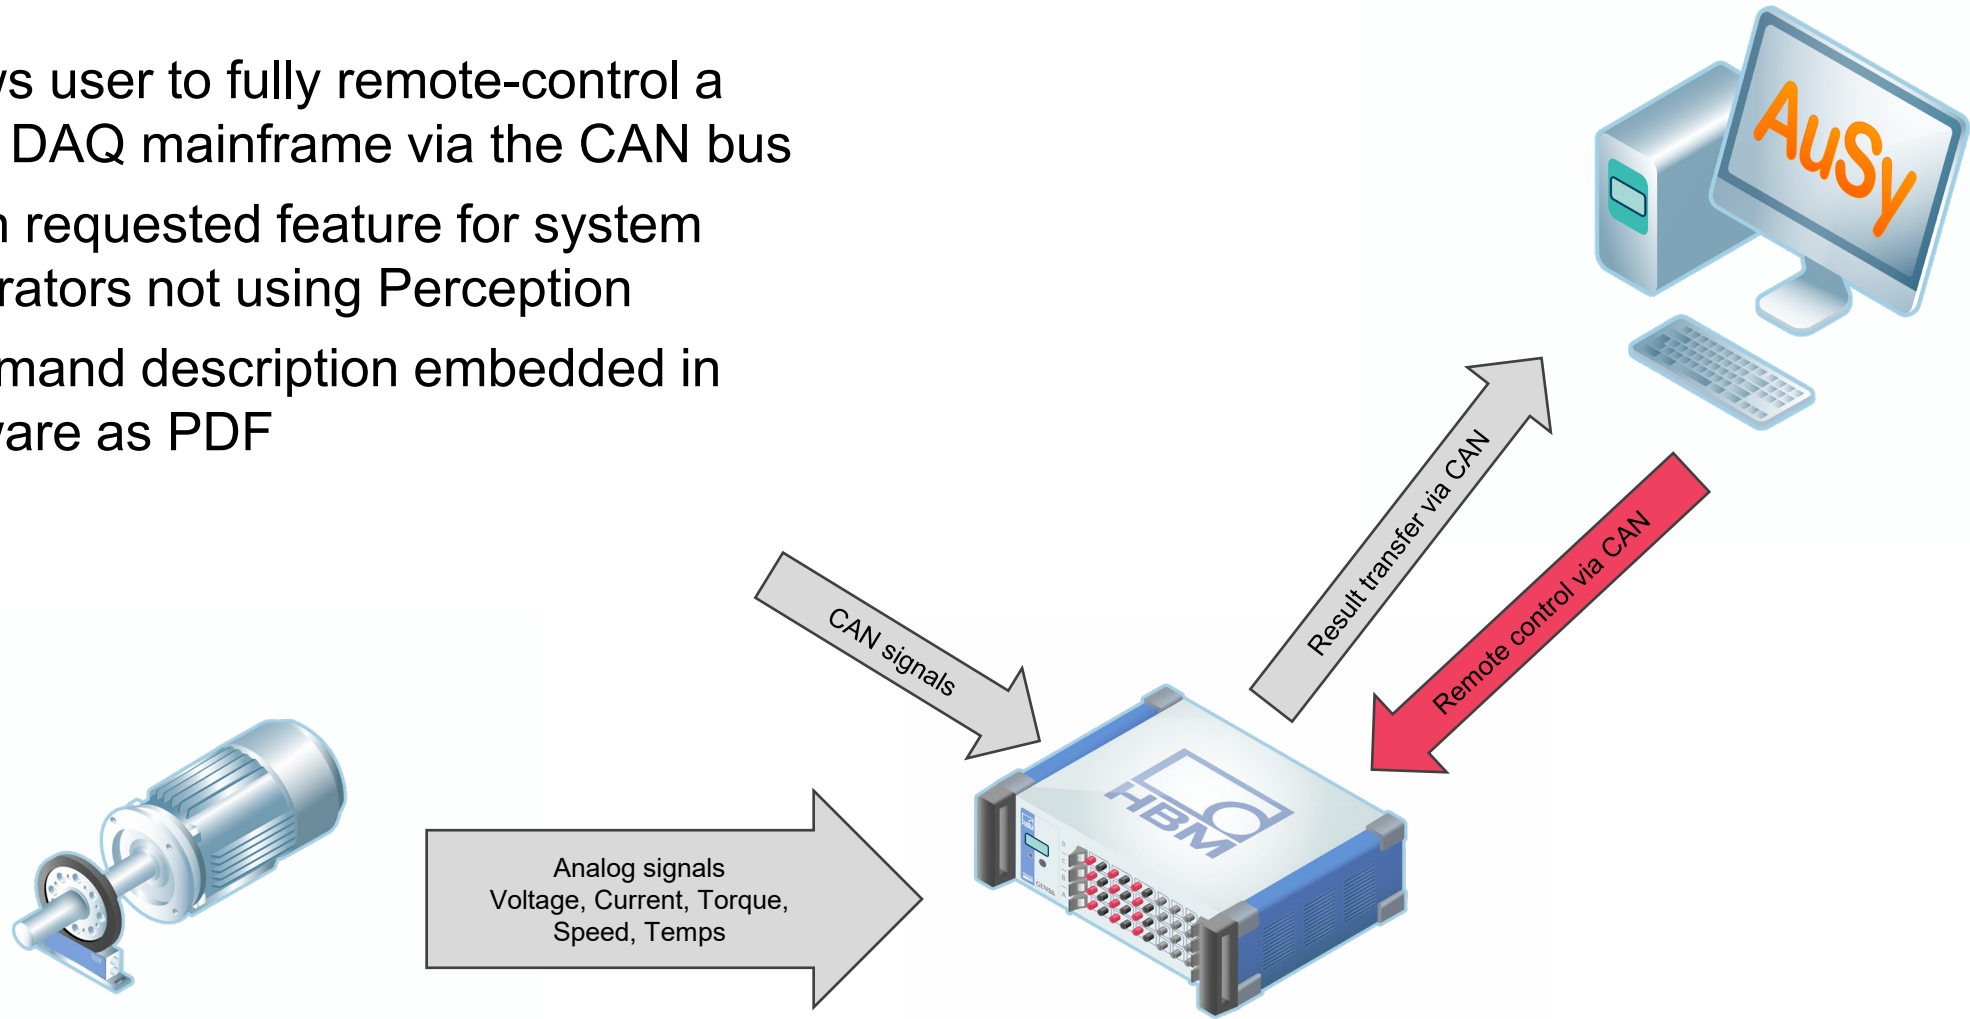 ws user to fully remote-control a
DAQ mainframe via the CAN bus
n requested feature for system
rators not using Perception
mand description embedded in
ware as PDF
AuSy
Result transfer via CAN
Remote control via CAN
CAN signals
HBM
Analog signals
Voltage, Current, Torque,
Speed, Temps